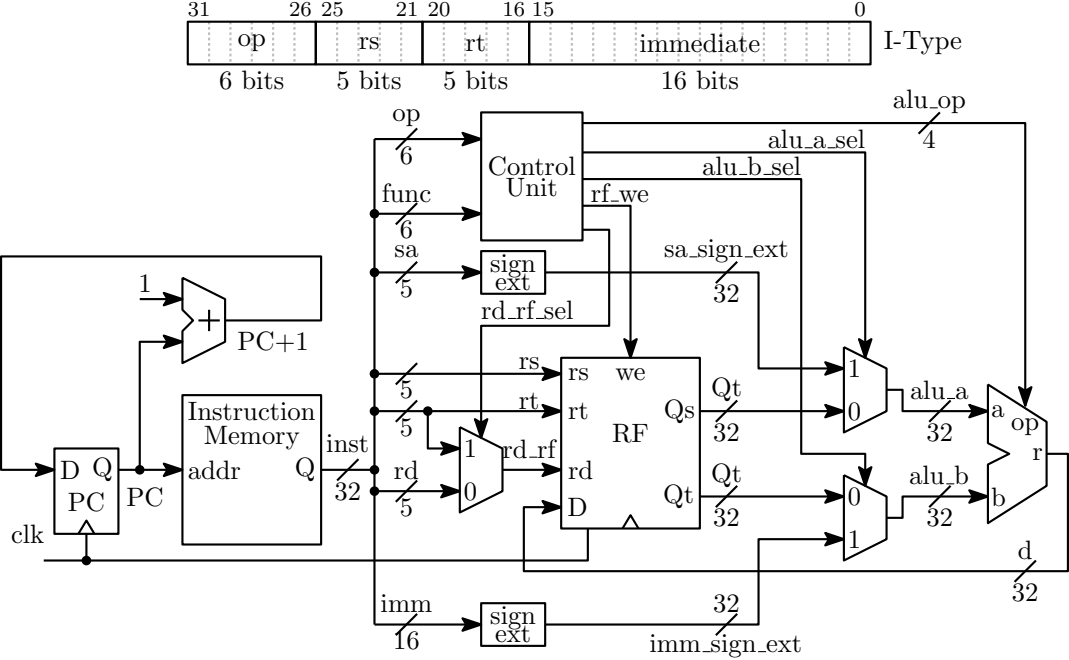 31 26 25 21 20 16 15 0
op rs rt immediate I-Type
6 bits 5 bits 5 bits 16 bits
op alu_op
6 4
Control
Unit
alu_a_sel
alu_b_sel
func rf_we
6
sa sign
ext sa_sign_ext
5 32
1 rd_rf_sel
+ PC+1
rs rs we 1
5 Qt
Instruction
Memory
rt rt RF Qs 0 alu_a a op
5 32 32
inst rd_rf r
D Q addr Q 1 rd Qt Qt 0 alu_b b
PC PC 32 rd 0 32 32
5 D
clk 1
d
32
imm sign
ext 32
16 imm_sign_ext